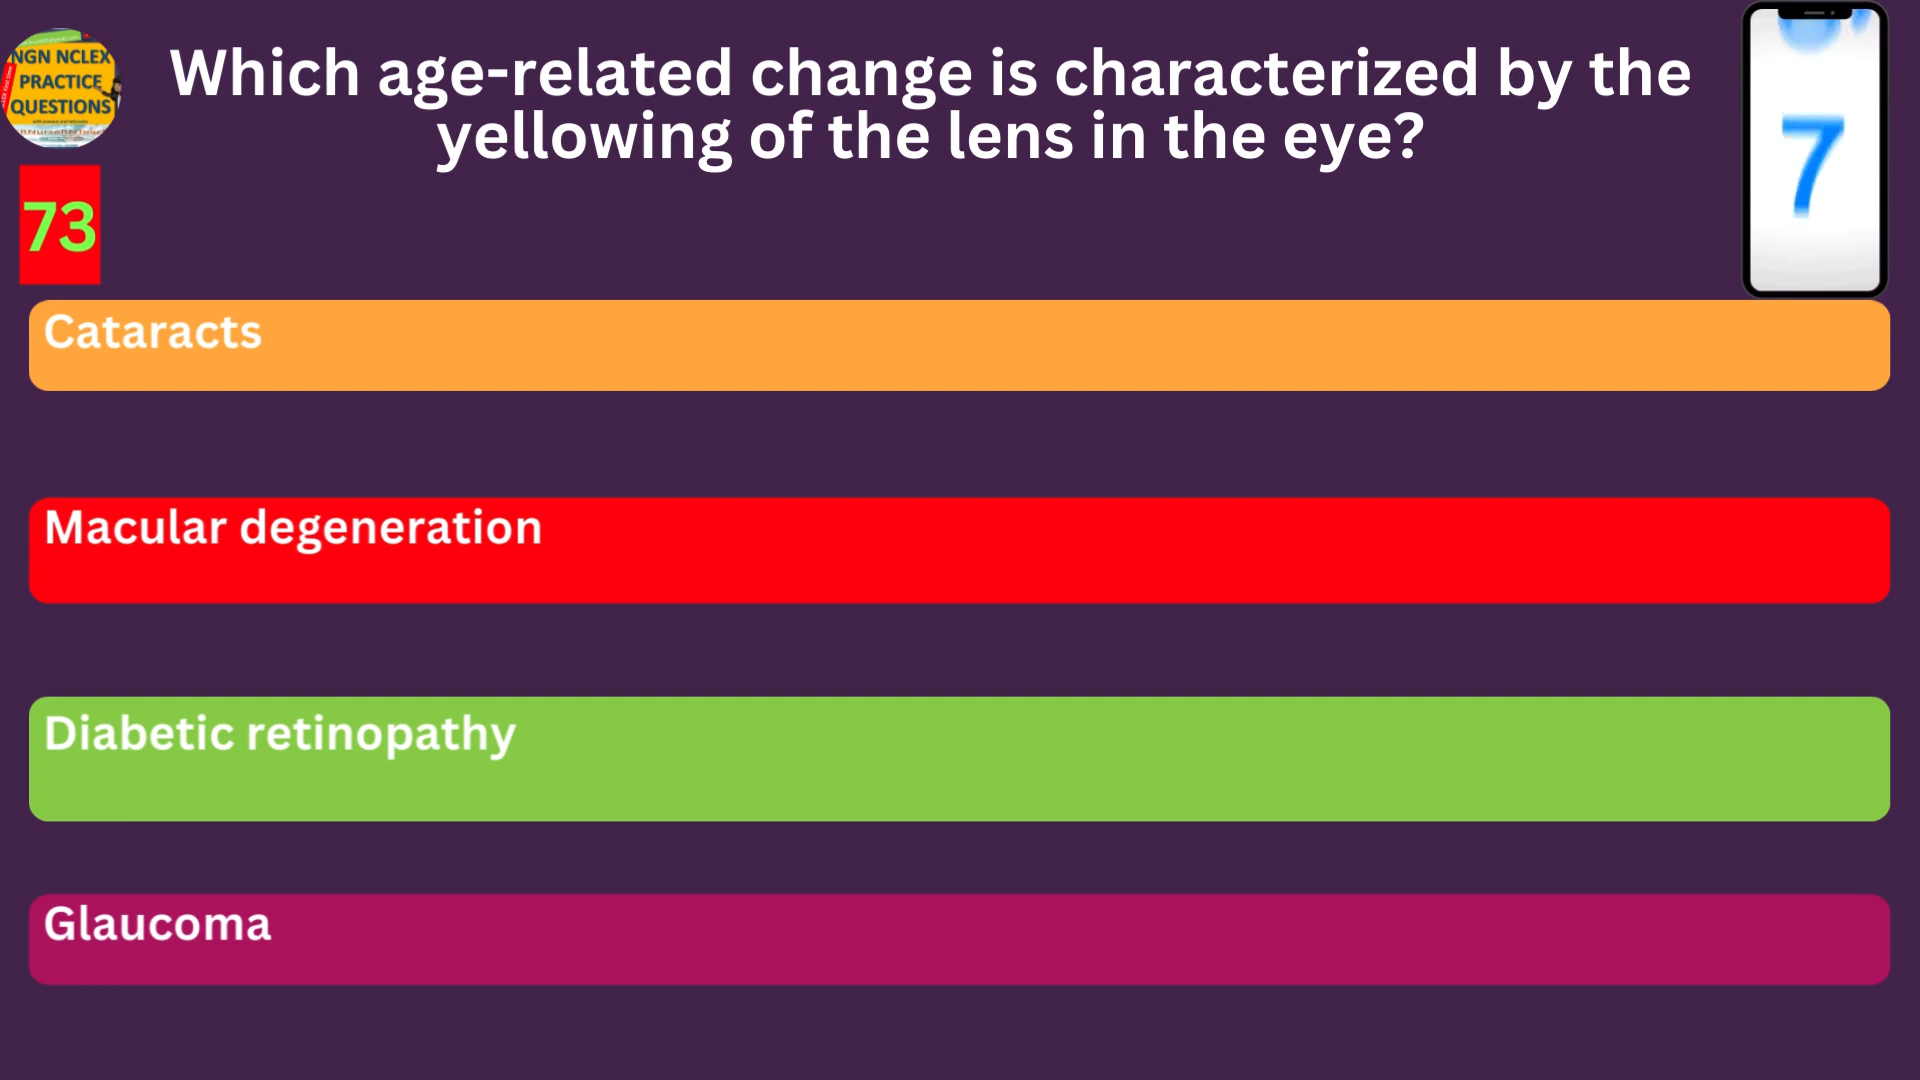 NGN NCLEX
PRACTICE
QUESTIONS
Which age-related change is characterized by the
yellowing of the lens in the eye?
7
73
Cataracts
Macular degeneration
Diabetic retinopathy
Glaucoma